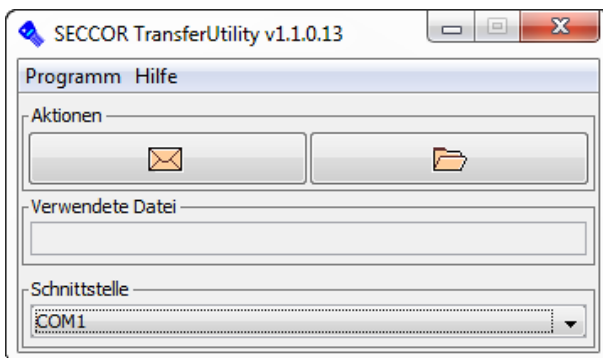 SECCOR TransferUtility v1.1.0.13
Programm Hilfe
Aktionen
Verwendete Datei
Schnittstelle
COM1